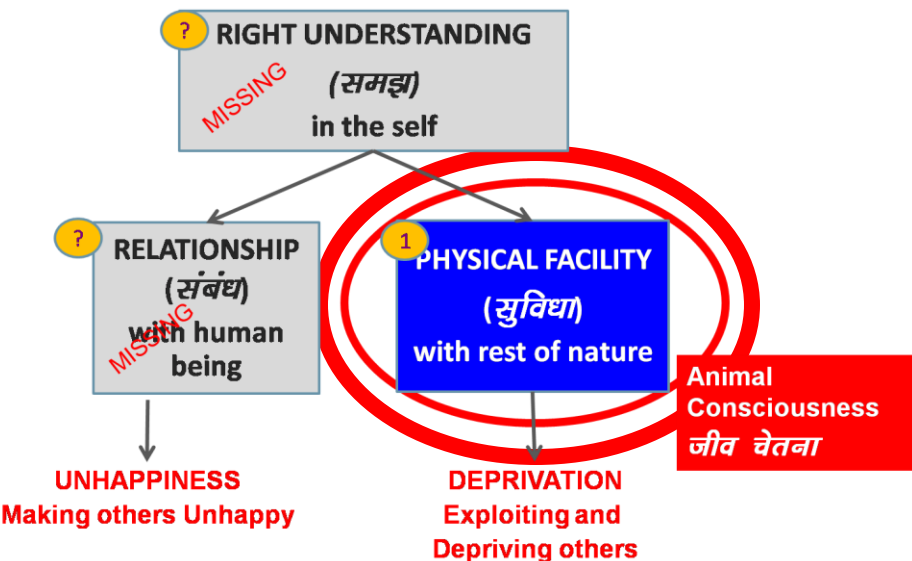 ?
RIGHT UNDERSTANDING
MISSING
(समझ)
in the self
?
RELATIONSHIP
(संबंध)
MISSING
with human
being
1
PHYSICAL FACILITY
(सुविधा)
with rest of nature
Animal
Consciousness
जीव चेतना
UNHAPPINESS
Making others Unhappy
DEPRIVATION
Exploiting and
Depriving others